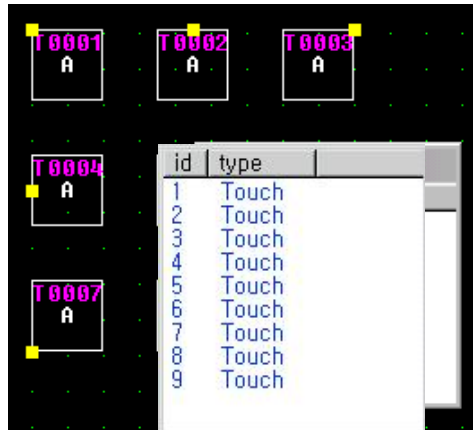 T0001 T0002 T0003
A A A
T0004
A
T0007
A
id type
1 Touch
2 Touch
3 Touch
4 Touch
5 Touch
6 Touch
7 Touch
8 Touch
9 Touch